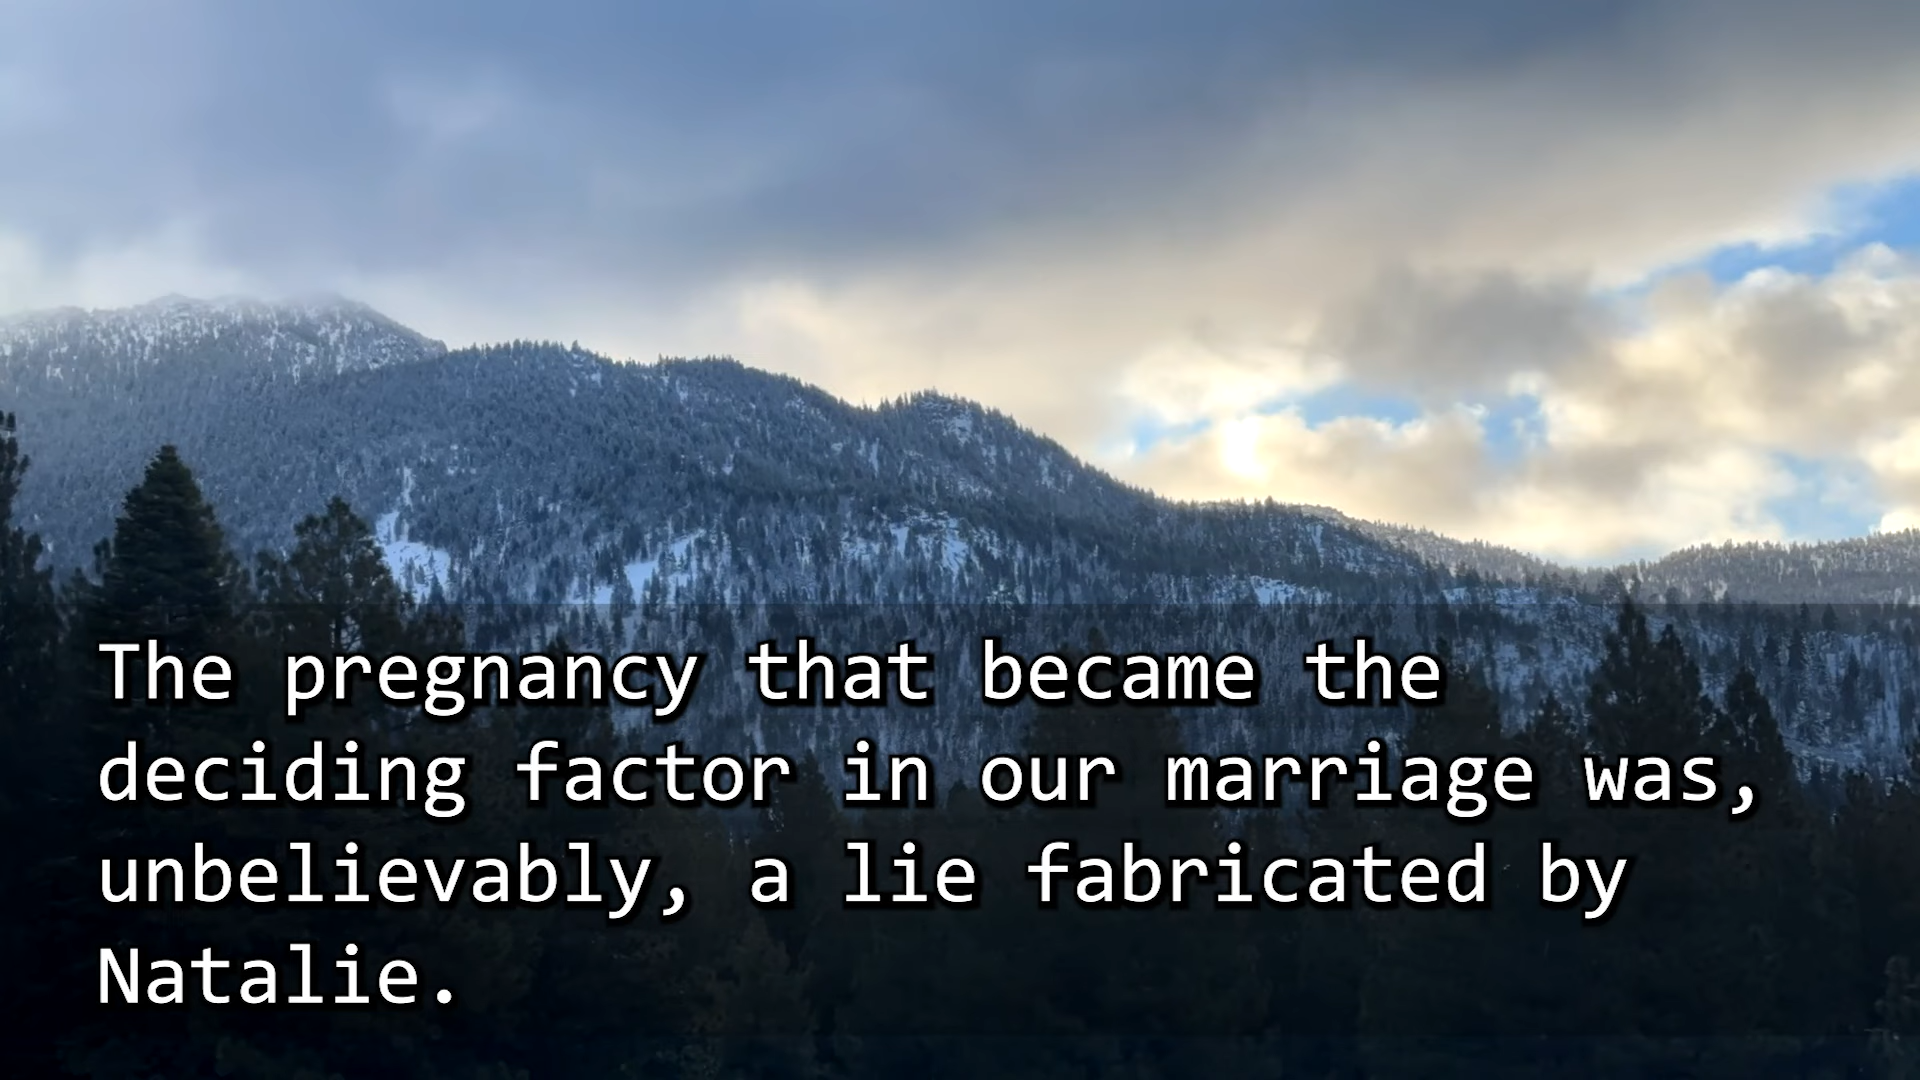 The pregnancy that became the
deciding factor in our marriage was,
unbelievably, a lie fabricated by
Natalie.